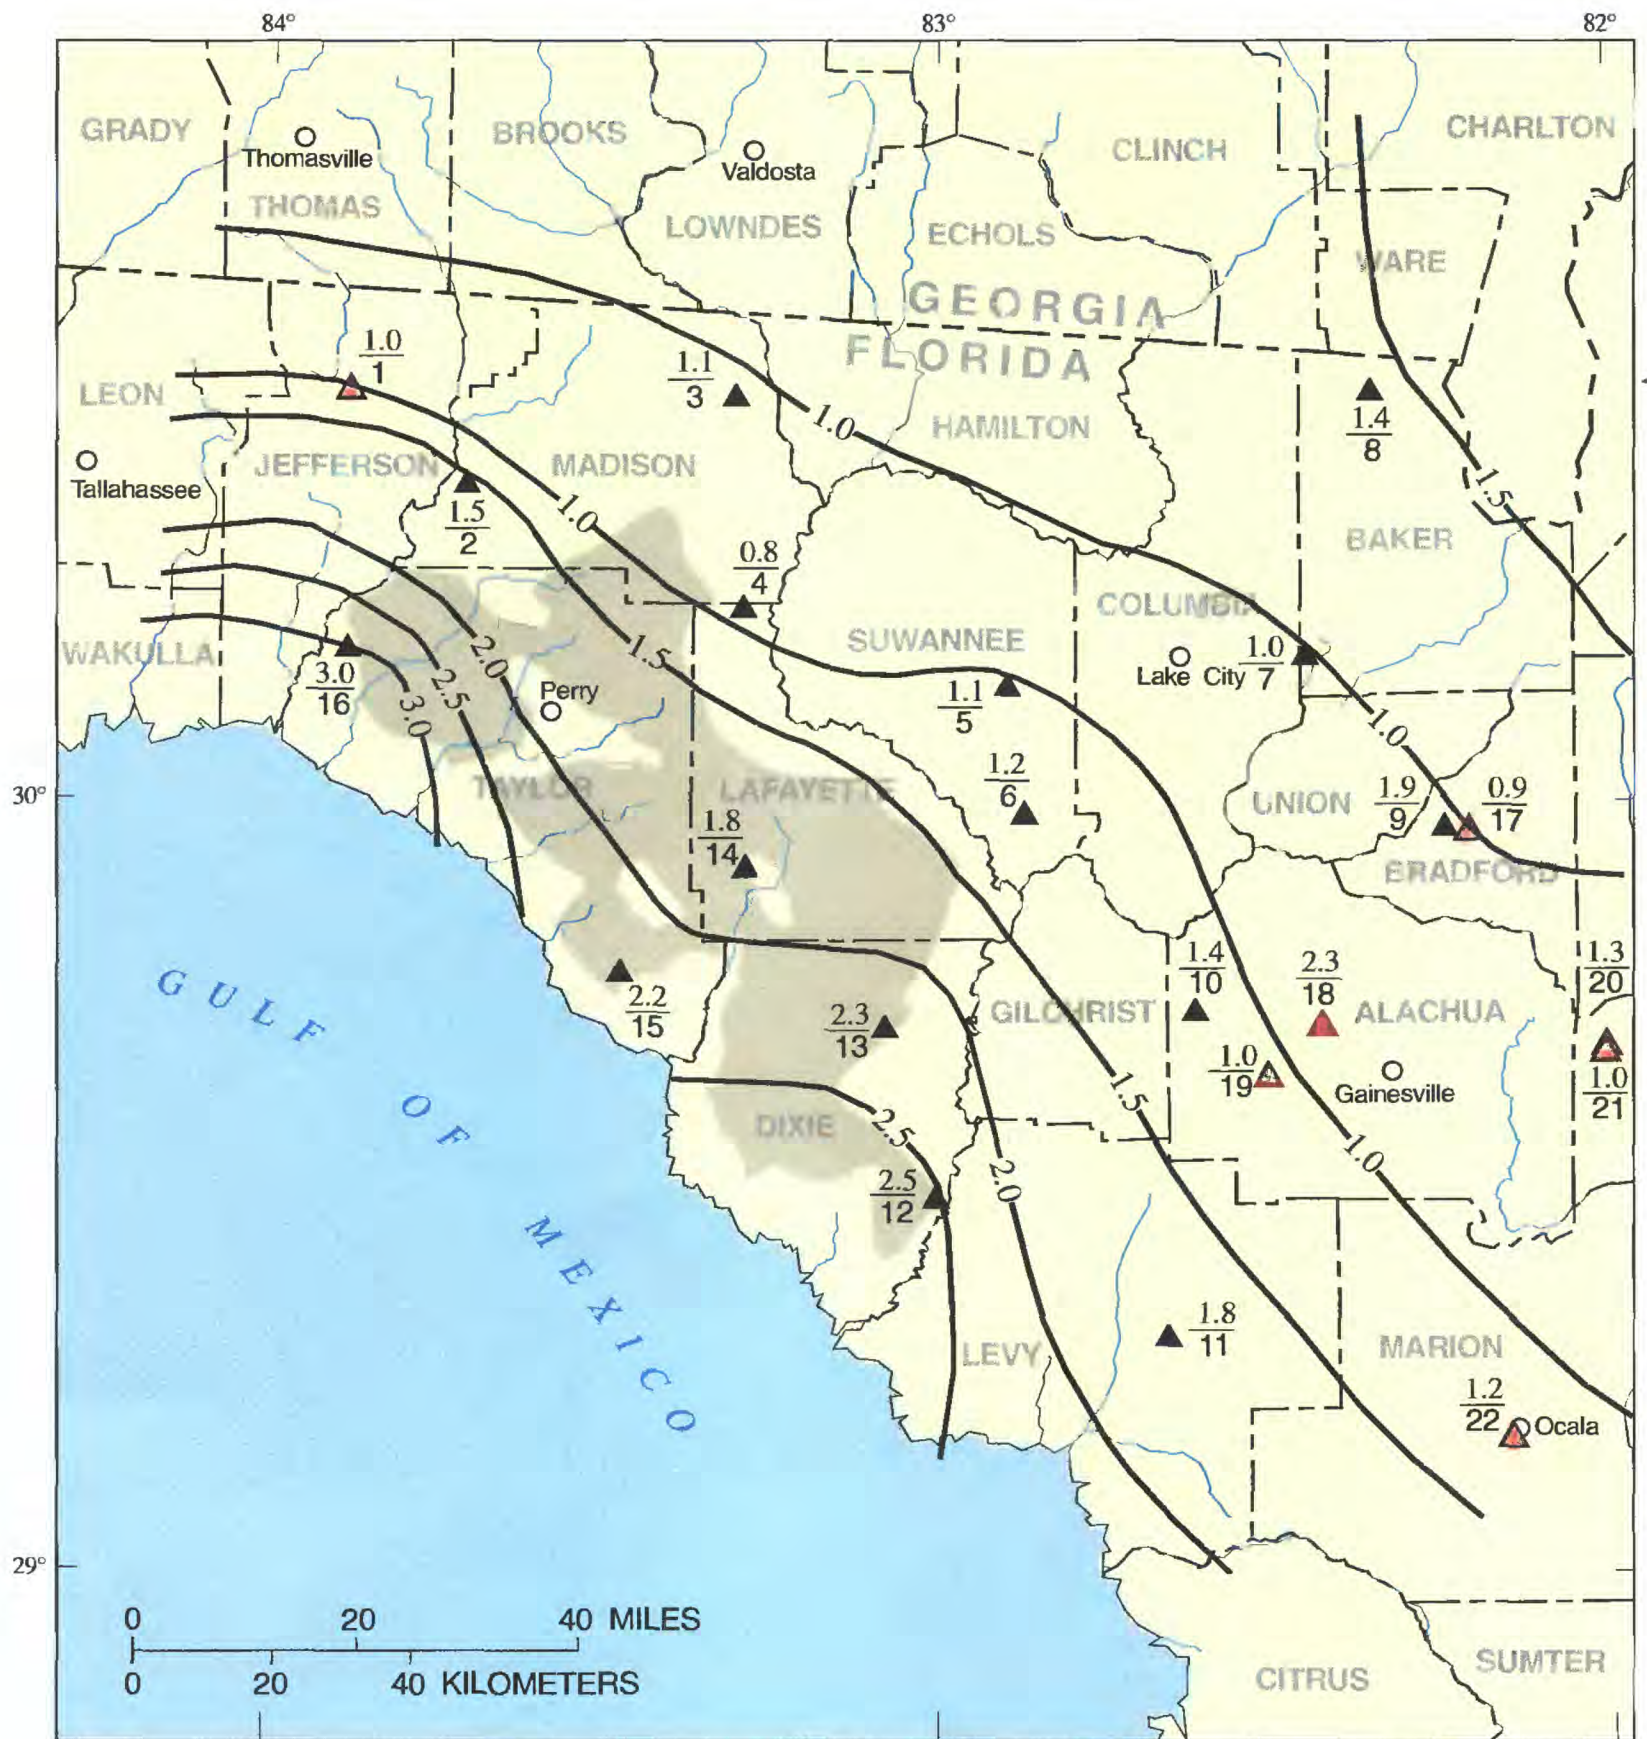 84° 83° 82°
GRADY
Thomasville
BROOKS
Valdosta
CLINCH
CHARLTON
THOMAS
LOWNDES
ECHOLS
WARE
GEORGIA
FLORIDA
1.0
1
1.1
3
LEON
1.0
HAMILTON
1.4
8
Tallahassee
JEFFERSON
MADISON
1.5
2
1.0
1.5
BAKER
0.8
4
COLUMBIA
WAKULLA
2.0
1.5
SUWANNEE
Lake City
1.0
7
3.0
16
2.5
3.0
Perry
1.1
5
1.0
30°
TAYLOR
LAFAYETTE
1.2
6
UNION
1.9
9
0.9
17
1.8
14
BRADFORD
GULF OF MEXICO
2.2
15
2.3
13
GILCHRIST
1.4
10
2.3
18
ALACHUA
1.3
20
1.0
19
Gainesville
1.0
21
DIXIE
2.5
1.5
1.0
2.5
12
2.0
LEVY
1.8
11
MARION
1.2
22
Ocala
29°
0 20 40 MILES
0 20 40 KILOMETERS
CITRUS
SUMTER